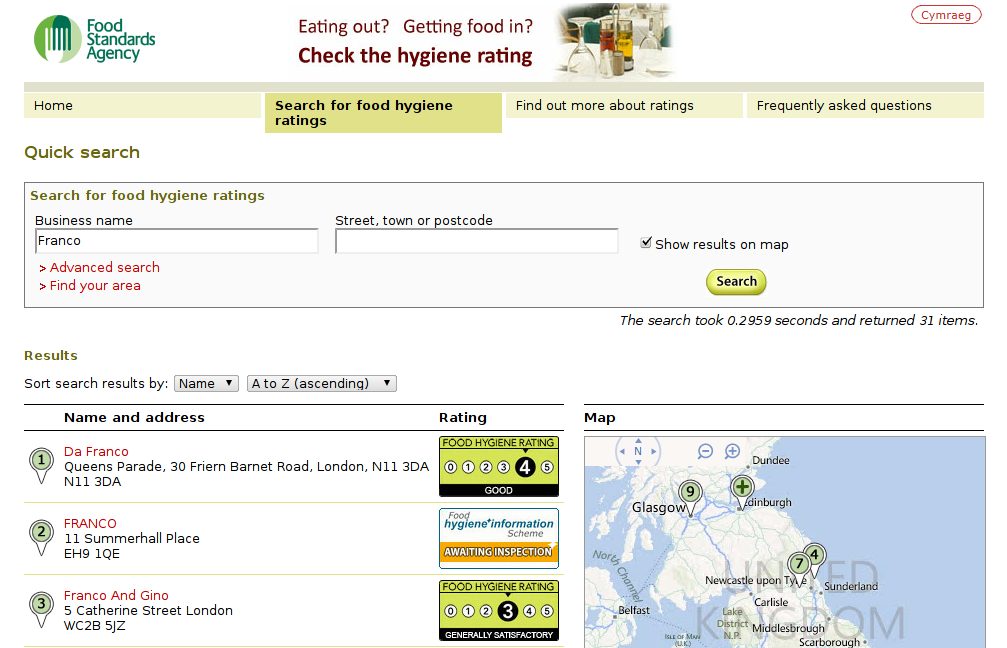 Food
Standards
Agency
Eating out? Getting food in?
Check the hygiene rating
Cymraeg
Home
Search for food hygiene
ratings
Find out more about ratings
Frequently asked questions
Quick search
Search for food hygiene ratings
Business name
Street, town or postcode
Franco
Show results on map
> Advanced search
> Find your area
Search
The search took 0.2959 seconds and returned 31 items.
Results
Sort search results by: Name A to Z (ascending)
Name and address
Rating
Map
1
Da Franco
Queens Parade, 30 Friern Barnet Road, London, N11 3DA
N11 3DA
FOOD HYGIENE RATING
0 1 2 3 4 5
GOOD
2
FRANCO
11 Summerhall Place
EH9 1QE
Food
hygiene information
Scheme
AWAITING INSPECTION
3
Franco And Gino
5 Catherine Street London
WC2B 5JZ
FOOD HYGIENE RATING
0 1 2 3 4 5
GENERALLY SATISFACTORY
N
Dundee
9
+
Glasgow
Edinburgh
North Channel
7
4
UNITED
KINGDOM
Newcastle upon Tyne
Sunderland
Carlisle
Belfast
Lake
District
N.P.
Middlesbrough
Isle of Man
(U.K.)
Scarborough